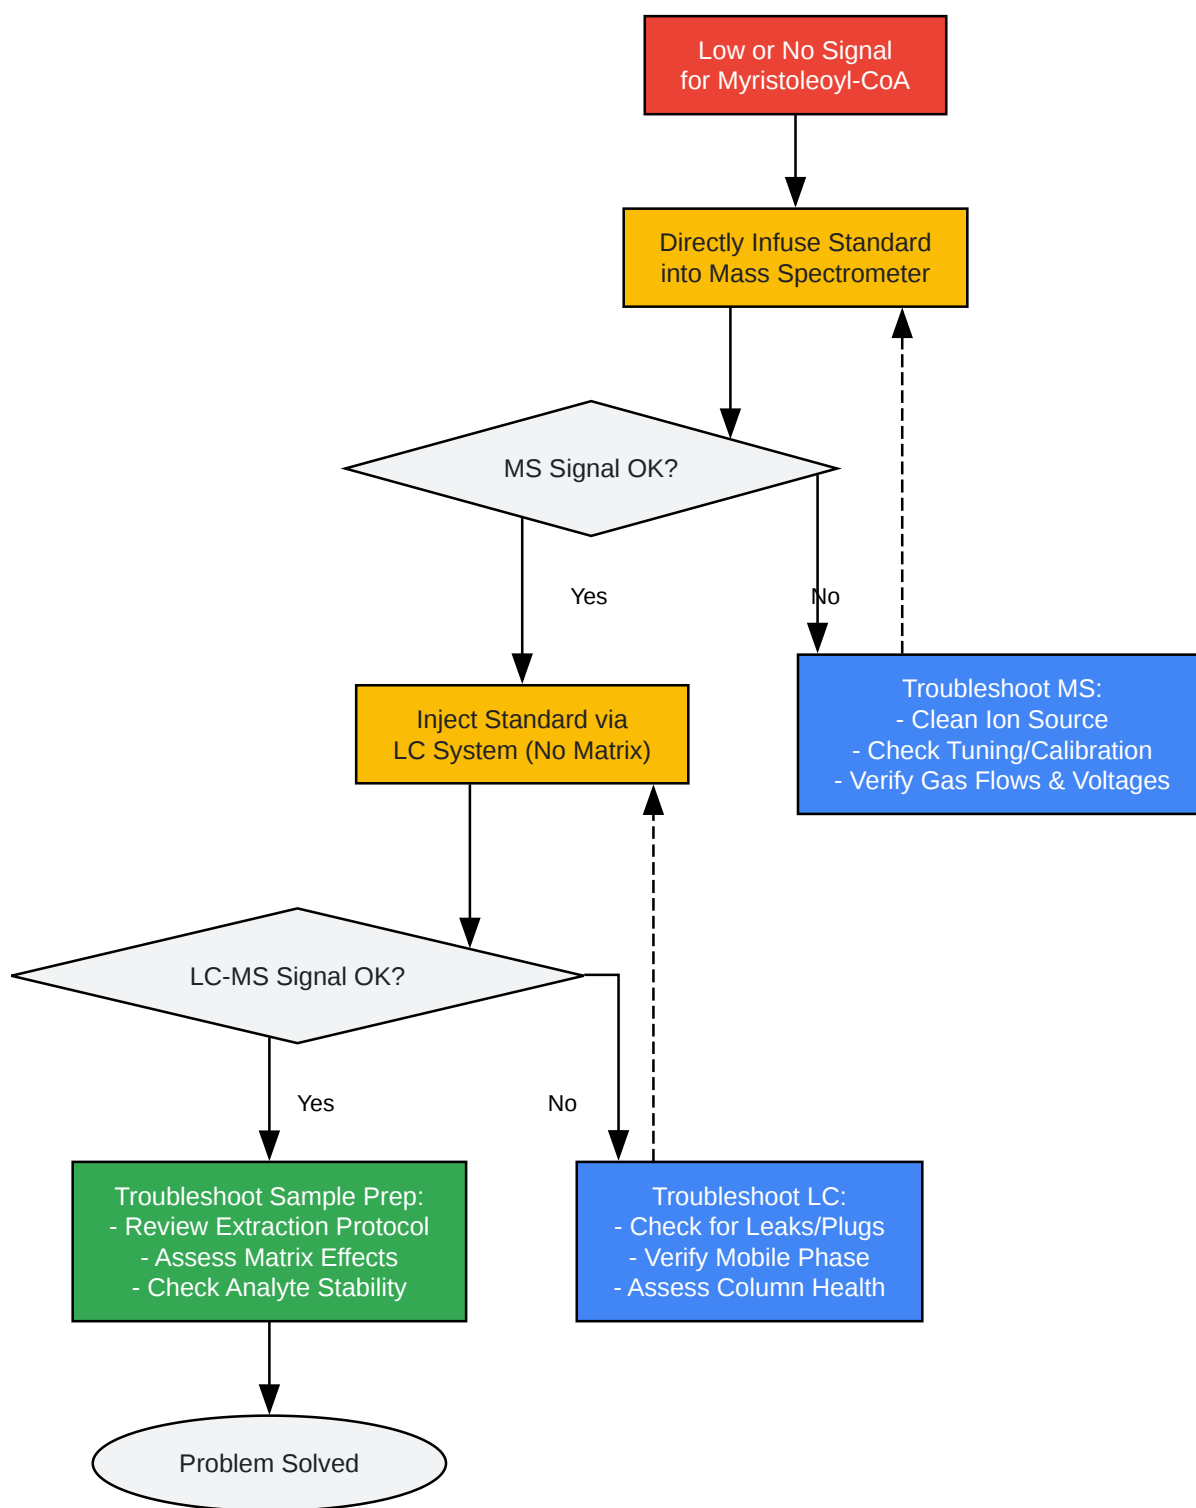 Low or No Signal
for Myristoleoyl-CoA
Directly Infuse Standard
into Mass Spectrometer
MS Signal OK?
Yes
No
Inject Standard via
LC System (No Matrix)
Troubleshoot MS:
- Clean Ion Source
- Check Tuning/Calibration
- Verify Gas Flows & Voltages
LC-MS Signal OK?
Yes
No
Troubleshoot Sample Prep:
- Review Extraction Protocol
- Assess Matrix Effects
- Check Analyte Stability
Troubleshoot LC:
- Check for Leaks/Plugs
- Verify Mobile Phase
- Assess Column Health
Problem Solved